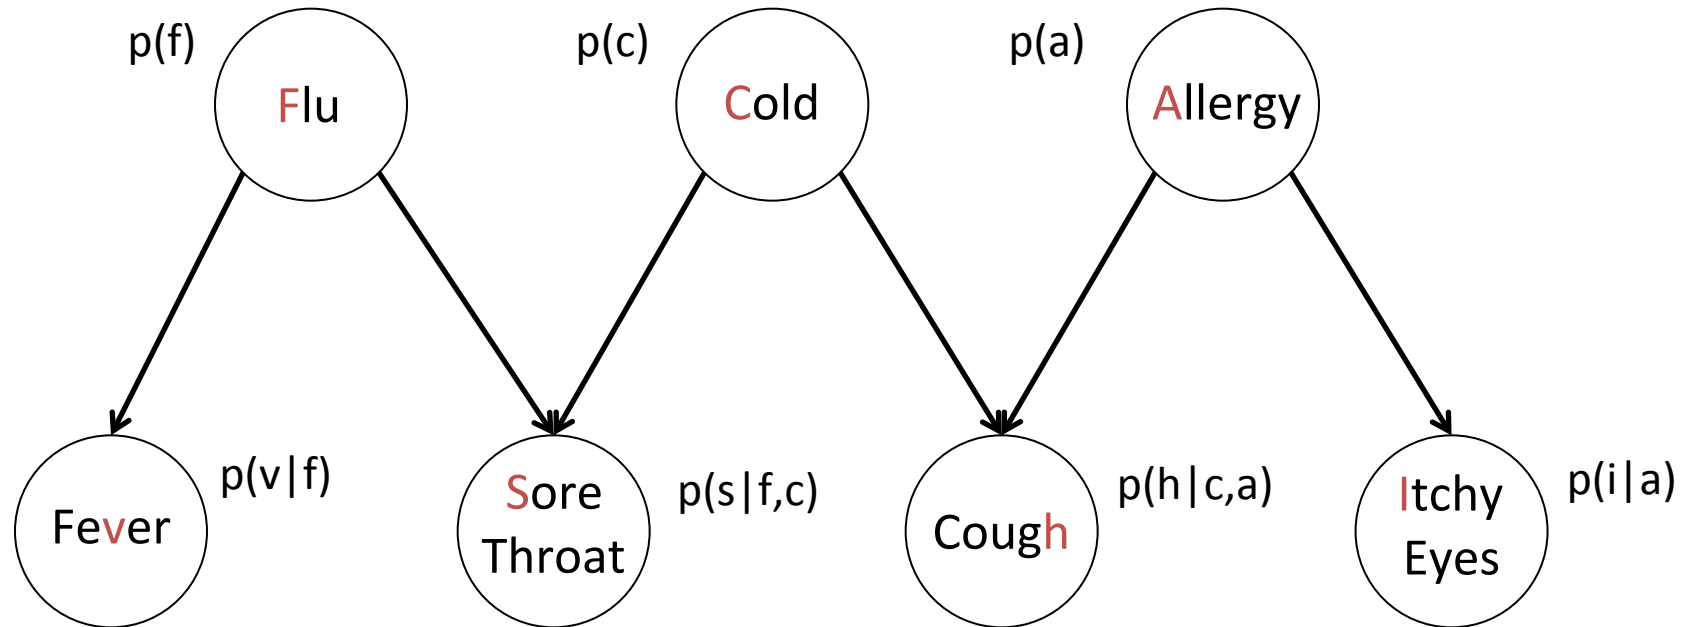 p(f)
Flu
p(c)
Cold
p(a)
Allergy
Fever
p(v|f)
Sore
Throat
p(s|f,c)
Cough
p(h|c,a)
Itchy
Eyes
p(i|a)